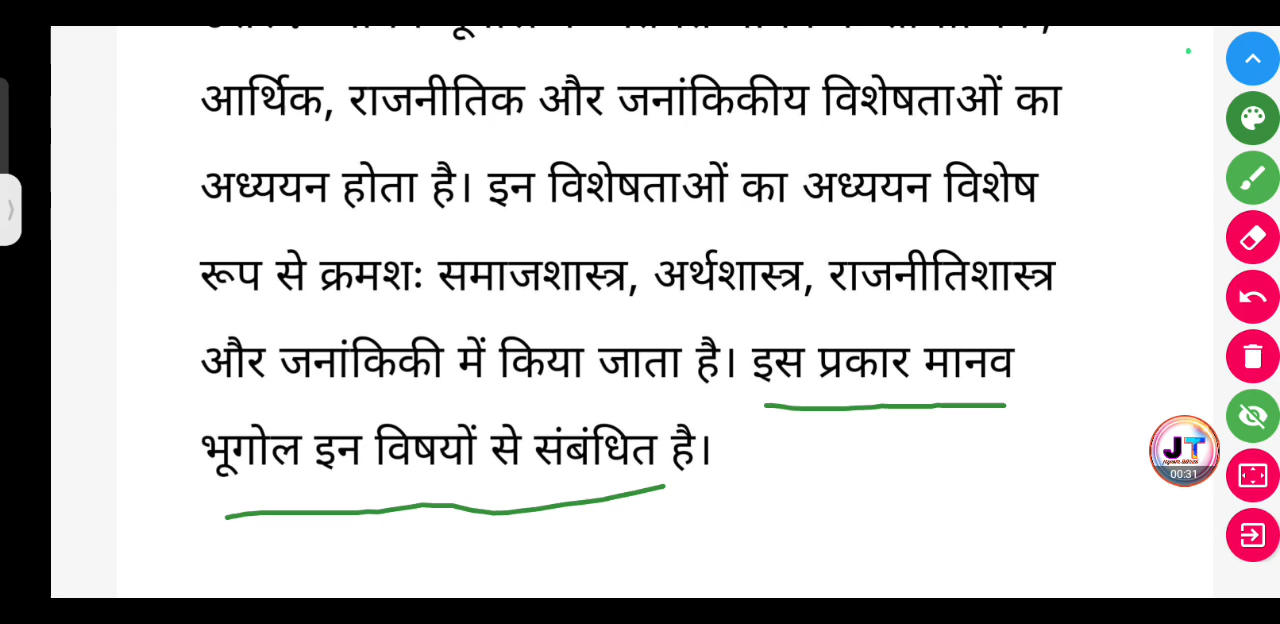 आर्थिक, राजनीतिक और जनांकिकीय विशेषताओं का
अध्ययन होता है। इन विशेषताओं का अध्ययन विशेष
रूप से क्रमशः समाजशास्त्र, अर्थशास्त्र, राजनीतिशास्त्र
और जनांकिकी में किया जाता है। इस प्रकार मानव
भूगोल इन विषयों से संबंधित है।
JT
00:31